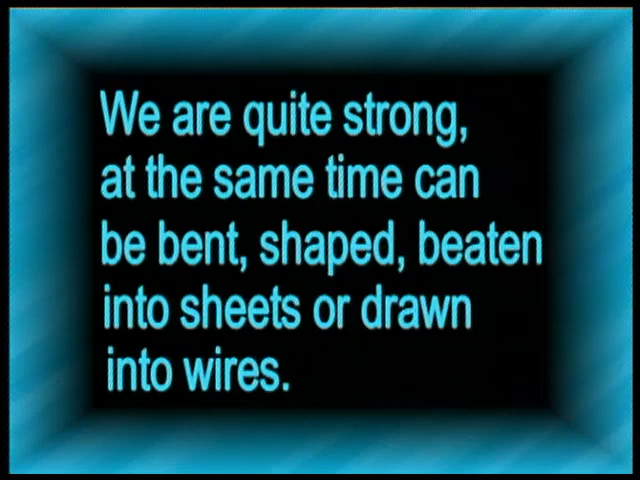 We are quite strong,
at the same time can
be bent, shaped, beaten
into sheets or drawn
into wires.